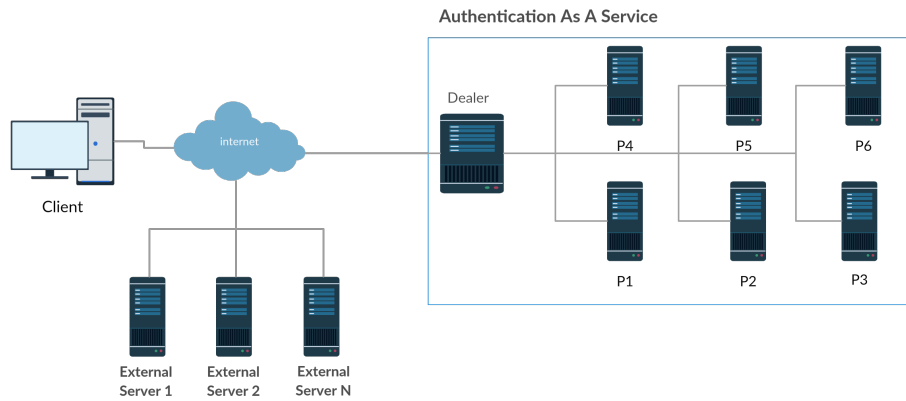 Authentication As A Service
Dealer
internet
Client
P4
P5
P6
P1
P2
P3
External
Server 1
External
Server 2
External
Server N